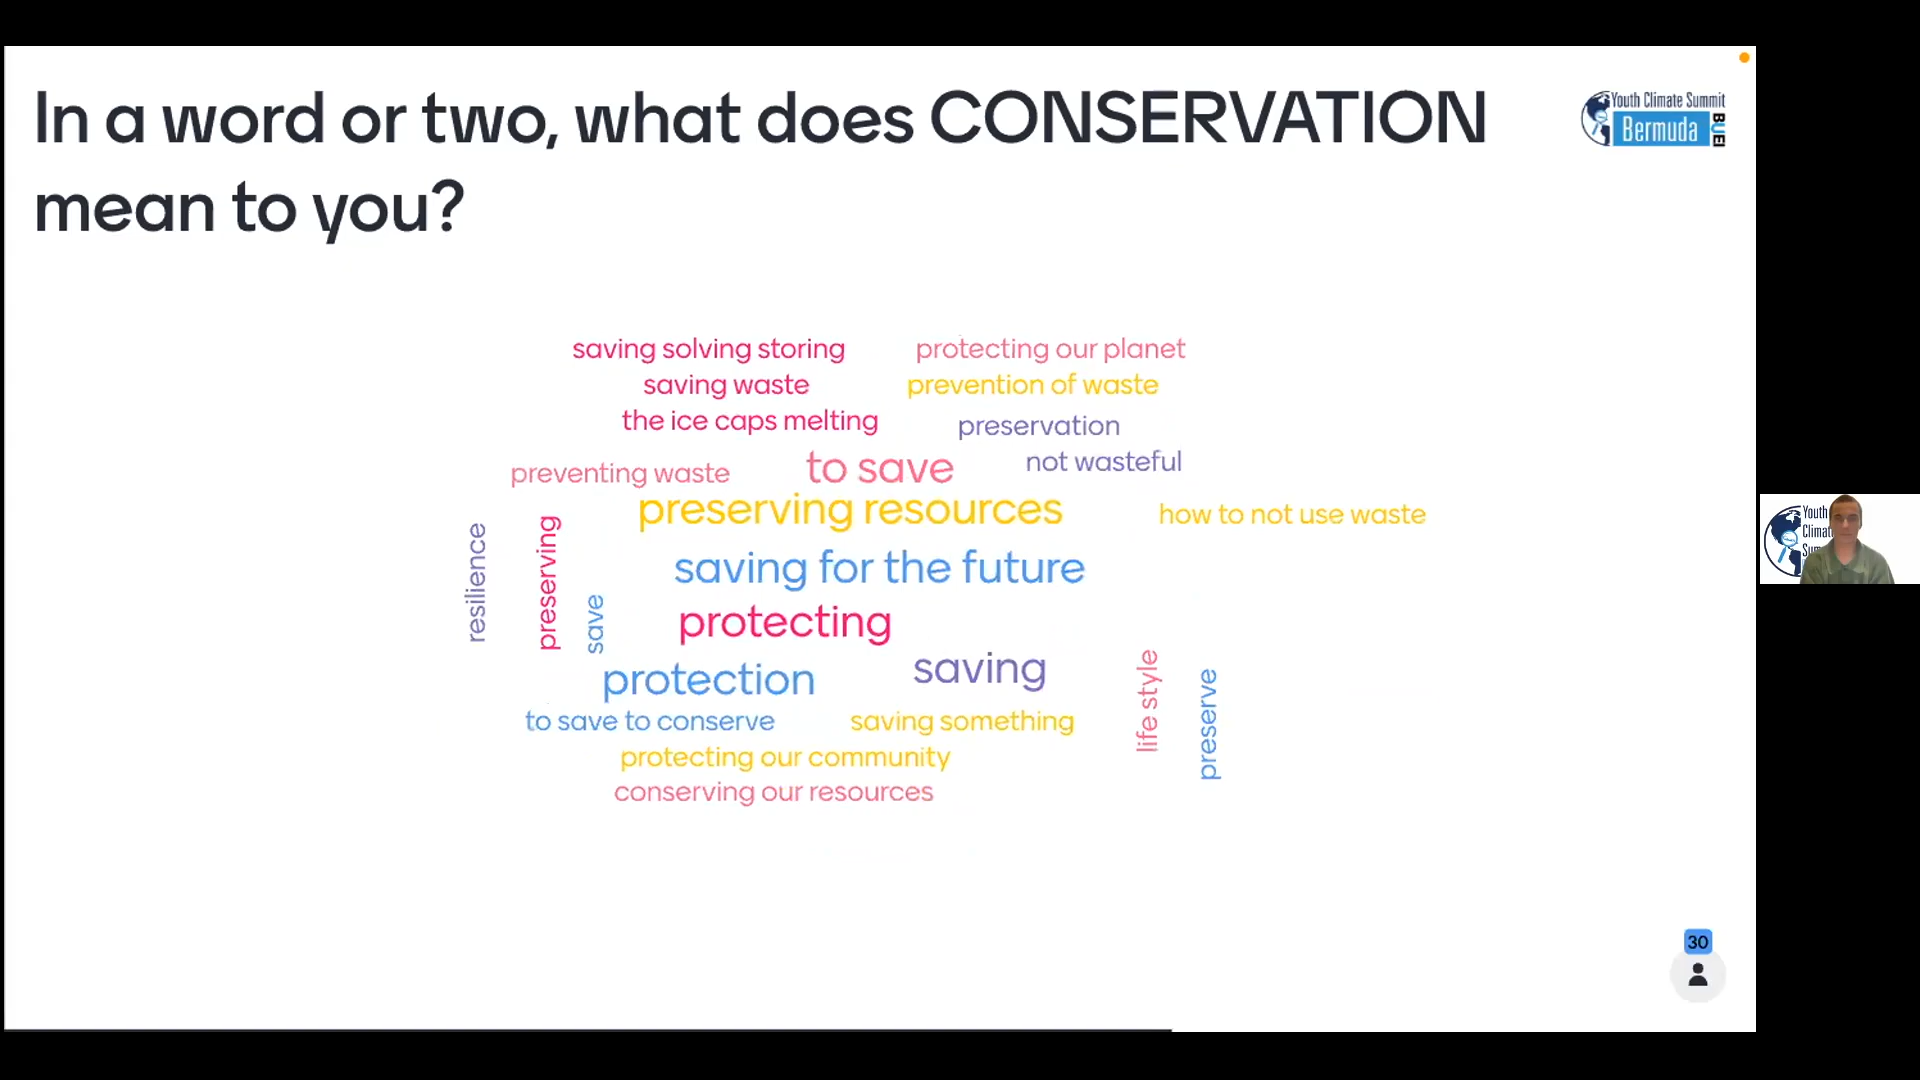 In a word or two, what does CONSERVATION
mean to you?
Youth Climate Summit
Bermuda
BUEI
saving solving storing
protecting our planet
saving waste
prevention of waste
the ice caps melting
preservation
not wasteful
to save
preventing waste
preserving resources
how to not use waste
resilience
preserving
save
saving for the future
protecting
saving
protection
life style
preserve
to save to conserve
saving something
protecting our community
conserving our resources
30
Youth